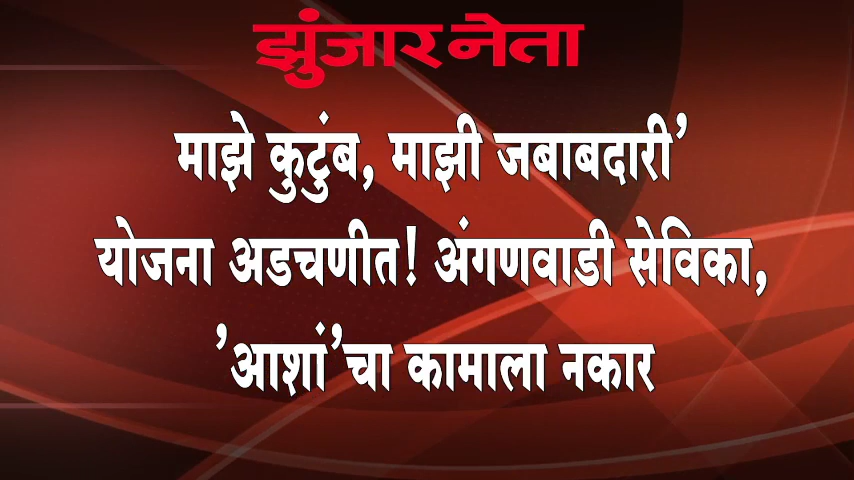 झुंजार नेता
माझे कुटुंब, माझी जबाबदारी’
योजना अडचणीत! अंगणवाडी सेविका,
’आशां’चा कामाला नकार